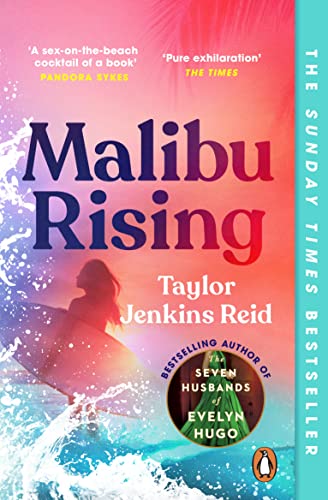 ‘A sex-on-the-beach
cocktail of a book’
PANDORA SYKES
‘Pure exhilaration’
THE TIMES
Malibu
Rising
Taylor
Jenkins Reid
BESTSELLING AUTHOR OF
The
SEVEN
HUSBANDS
of
EVELYN
HUGO
THE SUNDAY TIMES BESTSELLER